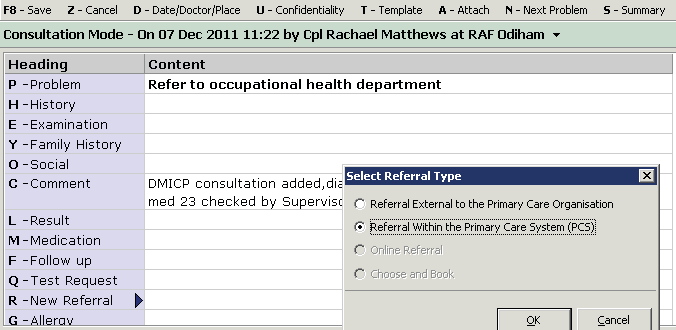 F8 - Save Z - Cancel D - Date/Doctor/Place U - Confidentiality T - Template A - Attach N - Next Problem S - Summary
Consultation Mode - On 07 Dec 2011 11:22 by Cpl Rachael Matthews at RAF Odiham
Heading Content
P - Problem Refer to occupational health department
H - History
E - Examination
Y - Family History
O - Social
C - Comment DMICP consultation added,dia
med 23 checked by Superviso
L - Result
M - Medication
F - Follow up
Q - Test Request
R - New Referral
G - Allergy
Select Referral Type
Referral External to the Primary Care Organisation
Referral Within the Primary Care System (PCS)
Online Referral
Choose and Book
OK Cancel